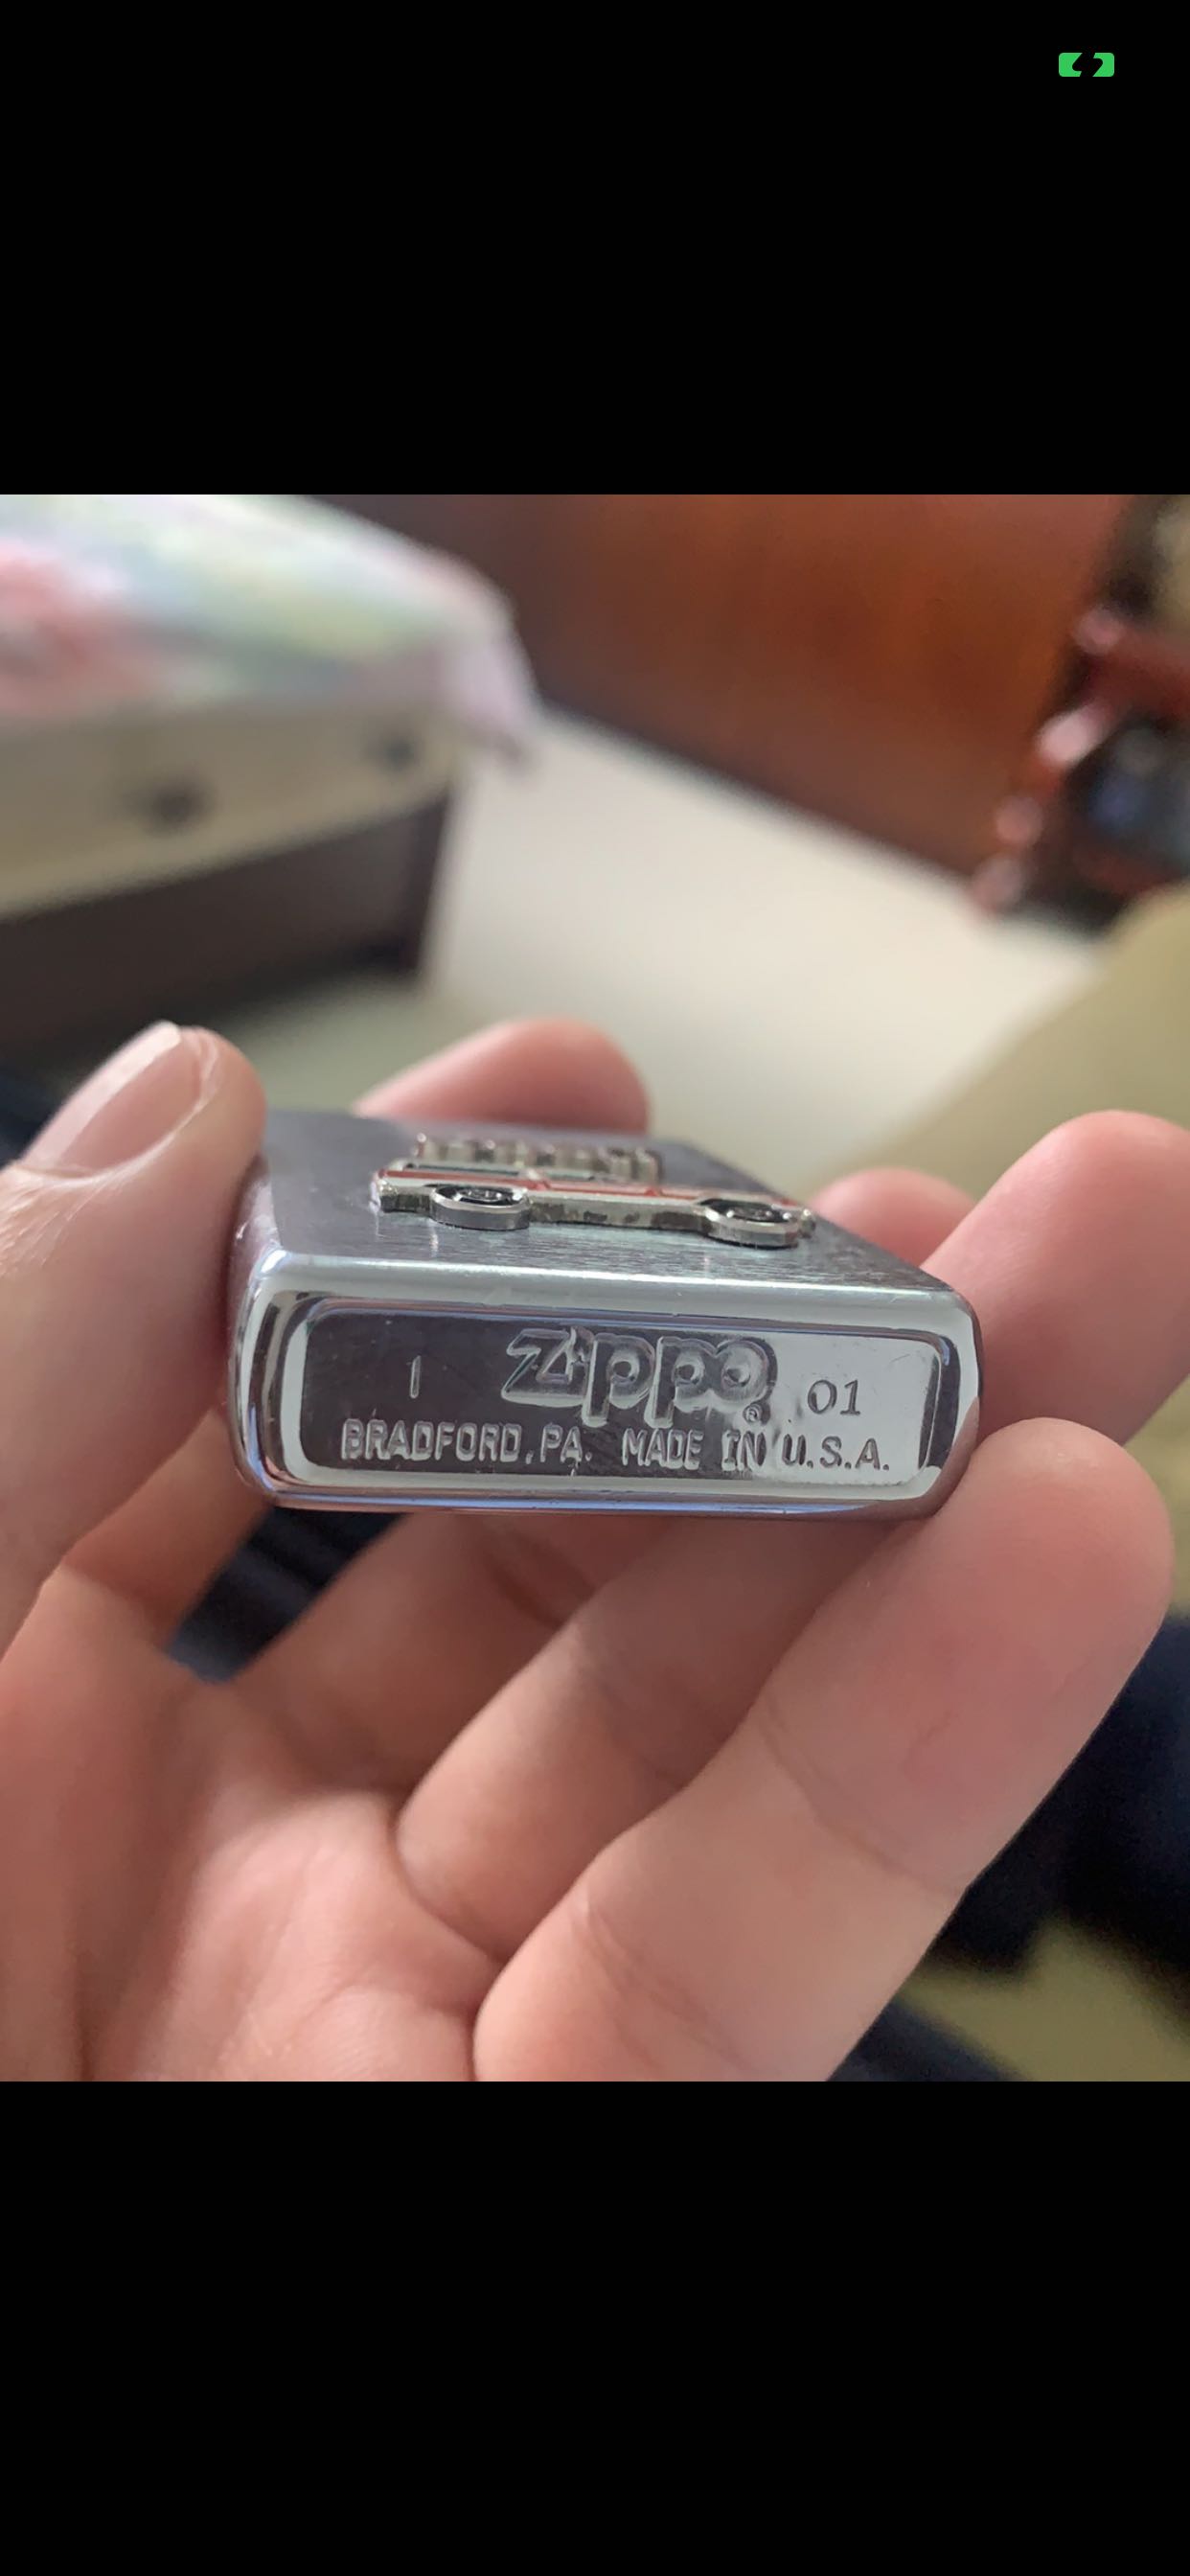 I zippo® 01
BRADFORD, PA. MADE IN U.S.A.